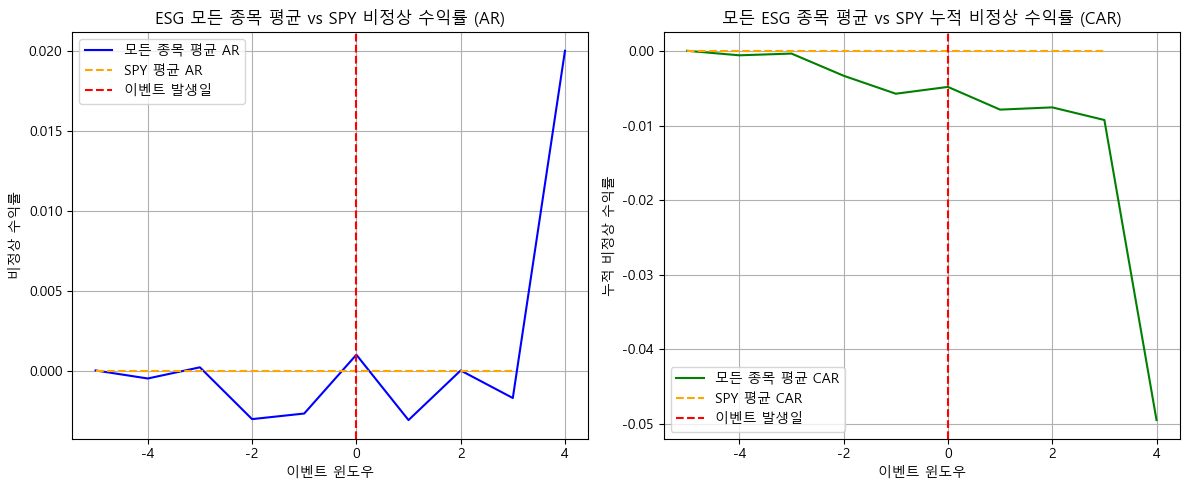 ESG 모든 종목 평균 vs SPY 비정상 수익률 (AR)
모든 종목 평균 AR
SPY 평균 AR
이벤트 발생일
비정상 수익률
0.020
0.015
0.010
0.005
0.000
-4
-2
0
2
4
이벤트 윈도우
모든 ESG 종목 평균 vs SPY 누적 비정상 수익률 (CAR)
누적 비정상 수익률
0.00
-0.01
-0.02
-0.03
-0.04
-0.05
모든 종목 평균 CAR
SPY 평균 CAR
이벤트 발생일
-4
-2
0
2
4
이벤트 윈도우